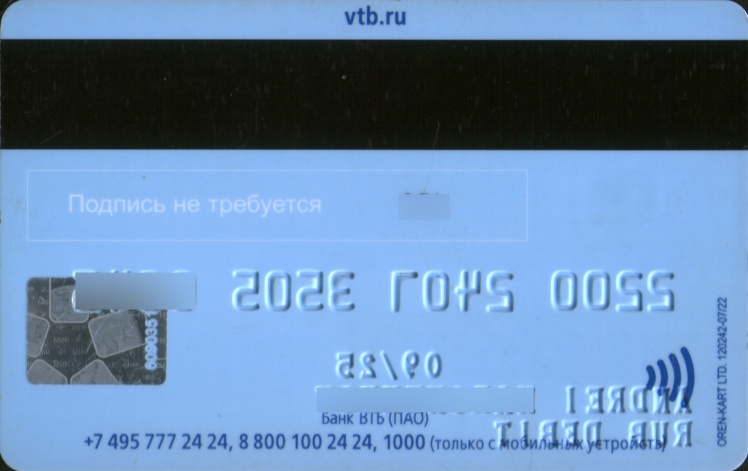 vtb.ru
Подпись не требуется
2200 2407 3505
09/25
ANDREI
RUB DEBIT
Банк ВТБ (ПАО)
+7 495 777 24 24, 8 800 100 24 24, 1000 (только с мобильных устройств)
OREN-KART LTD. 120242-07/22